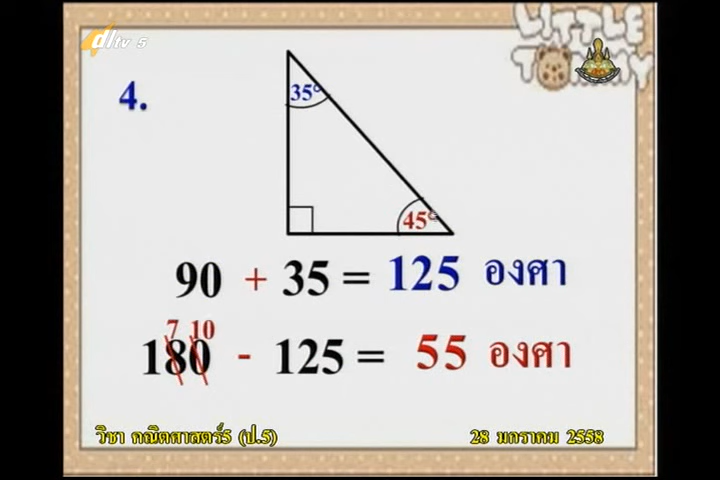 dltv 5
LITTLE
TOMMY
4.
35°
45°
90 + 35 = 125 องศา
7 10
180 - 125 = 55 องศา
วิชา คณิตศาสตร์5 (ป.5)
28 มกราคม 2558